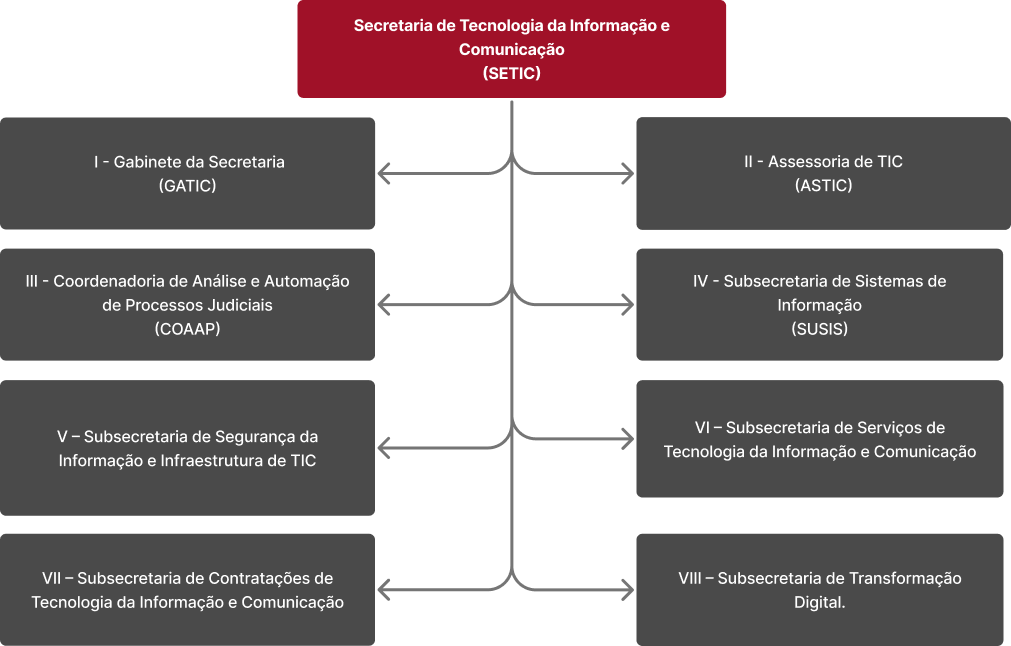 Secretaria de Tecnologia da Informação e
Comunicação
(SETIC)
I - Gabinete da Secretaria
(GATIC)
II - Assessoria de TIC
(ASTIC)
III - Coordenadoria de Análise e Automação
de Processos Judiciais
(COAAP)
IV - Subsecretaria de Sistemas de
Informação
(SUSIS)
V – Subsecretaria de Segurança da
Informação e Infraestrutura de TIC
VI – Subsecretaria de Serviços de
Tecnologia da Informação e Comunicação
VII – Subsecretaria de Contratações de
Tecnologia da Informação e Comunicação
VIII – Subsecretaria de Transformação
Digital.